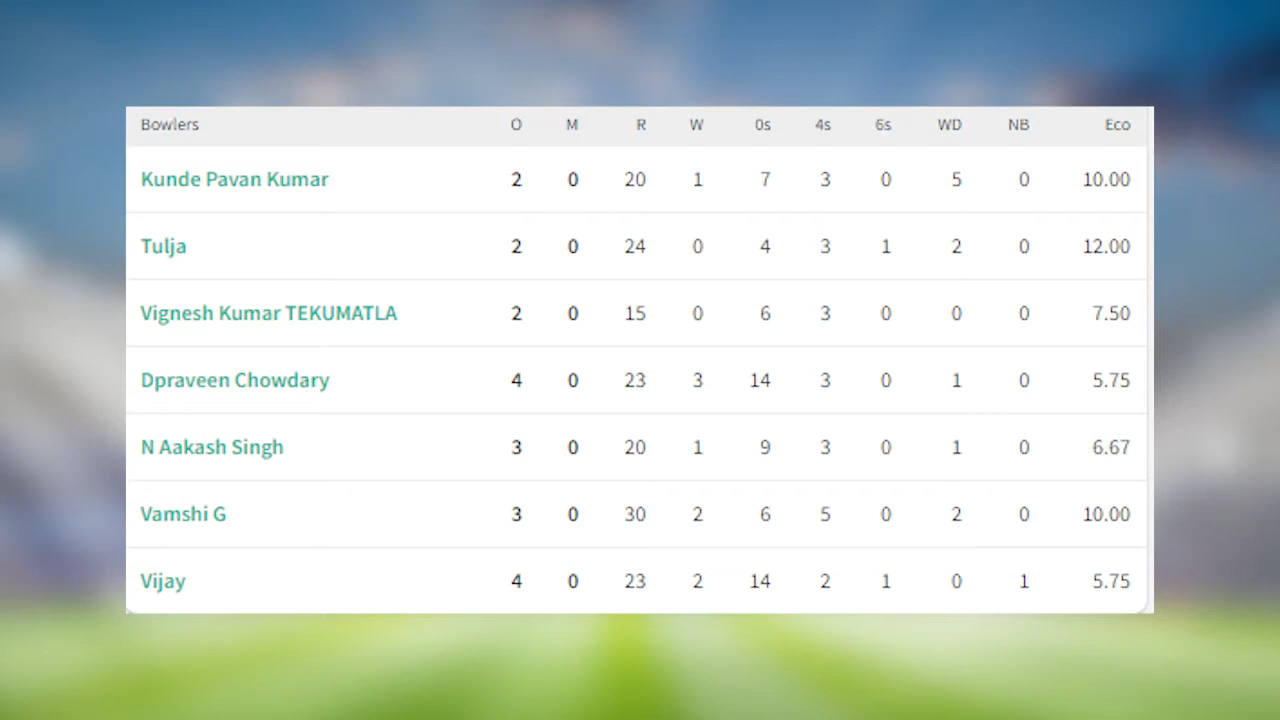 Bowlers O M R W 0s 4s 6s WD NB Eco
Kunde Pavan Kumar 2 0 20 1 7 3 0 5 0 10.00
Tulja 2 0 24 0 4 3 1 2 0 12.00
Vignesh Kumar TEKUMATLA 2 0 15 0 6 3 0 0 0 7.50
Dpraveen Chowdary 4 0 23 3 14 3 0 1 0 5.75
N Aakash Singh 3 0 20 1 9 3 0 1 0 6.67
Vamshi G 3 0 30 2 6 5 0 2 0 10.00
Vijay 4 0 23 2 14 2 1 0 1 5.75